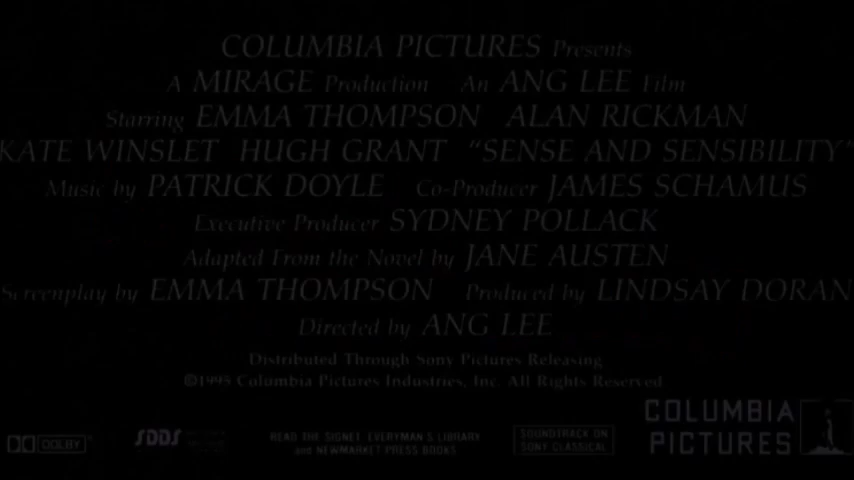 COLUMBIA PICTURES Presents
A MIRAGE Production An ANG LEE Film
Starring EMMA THOMPSON ALAN RICKMAN
KATE WINSLET HUGH GRANT "SENSE AND SENSIBILITY"
Music by PATRICK DOYLE Co-Producer JAMES SCHAMUS
Executive Producer SYDNEY POLLACK
Adapted From the Novel by JANE AUSTEN
Screenplay by EMMA THOMPSON Produced by LINDSAY DORAN
Directed by ANG LEE
Distributed Through Sony Pictures Releasing
©1995 Columbia Pictures Industries, Inc. All Rights Reserved
DOLBY SDDS
READ THE SIGNET, EVERYMAN'S LIBRARY
and NEWMARKET PRESS BOOKS
SOUNDTRACK ON
SONY CLASSICAL
COLUMBIA
PICTURES